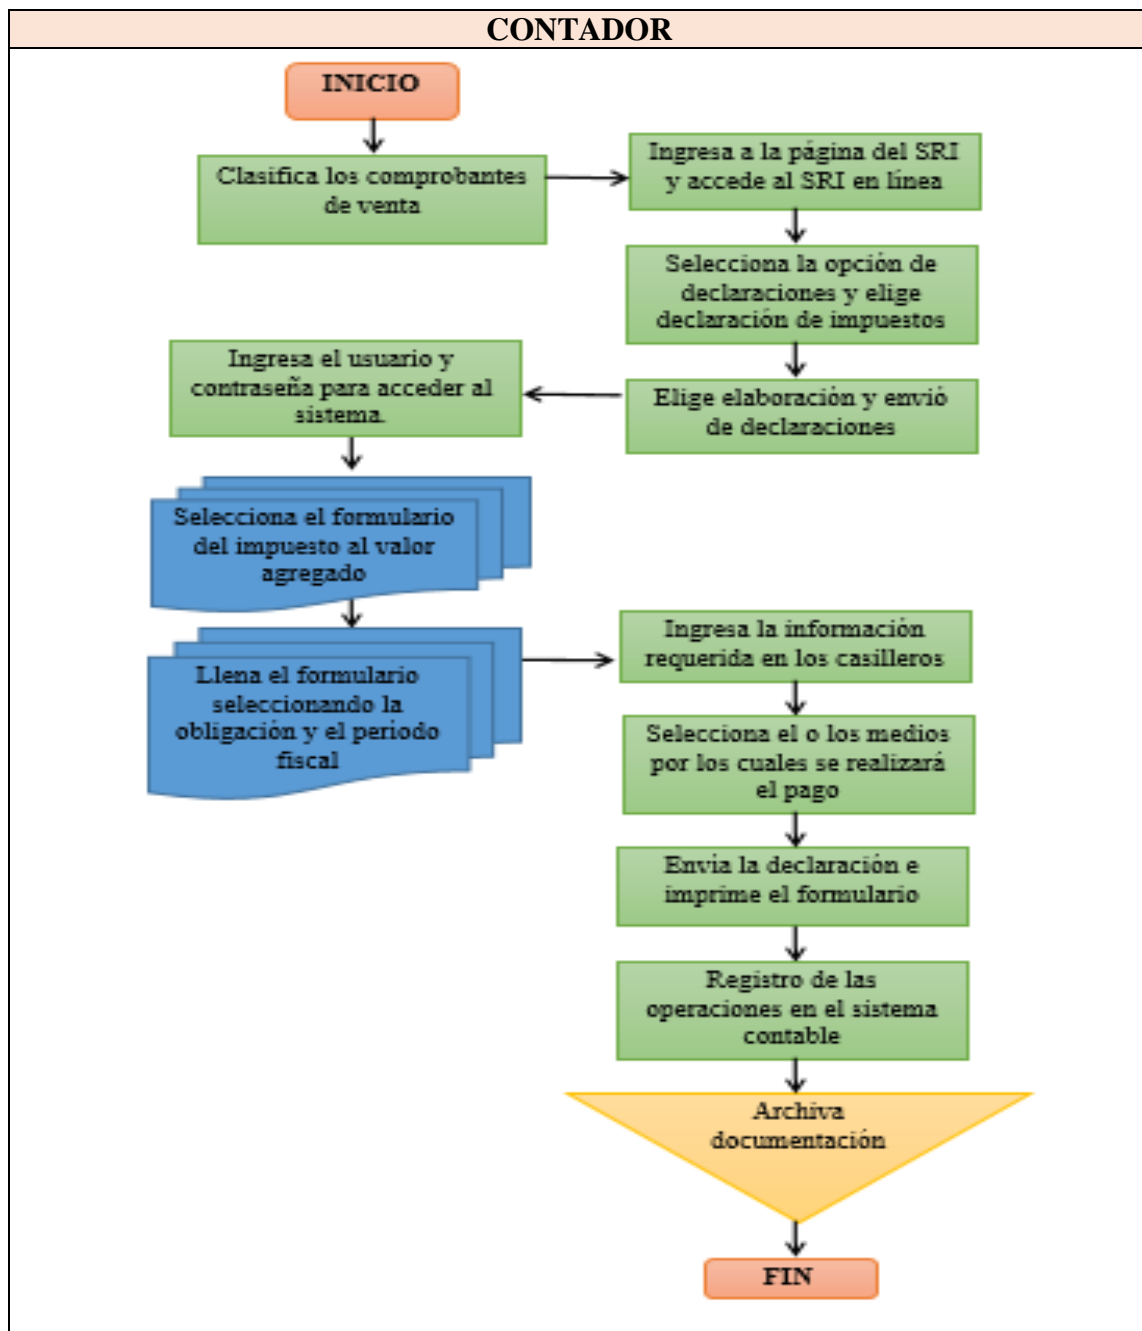 CONTADOR
INICIO
Clasifica los comprobantes
de venta
Ingresa a la página del SRI
y accede al SRI en línea
Selecciona la opción de
declaraciones y elige
declaración de impuestos
Elige elaboración y envió
de declaraciones
Ingresa el usuario y
contraseña para acceder al
sistema.
Selecciona el formulario
del impuesto al valor
agregado
Llena el formulario
seleccionando la
obligación y el periodo
fiscal
Ingresa la información
requerida en los casilleros
Selecciona el o los medios
por los cuales se realizará
el pago
Envía la declaración e
imprime el formulario
Registro de las
operaciones en el sistema
contable
Archiva
documentación
FIN